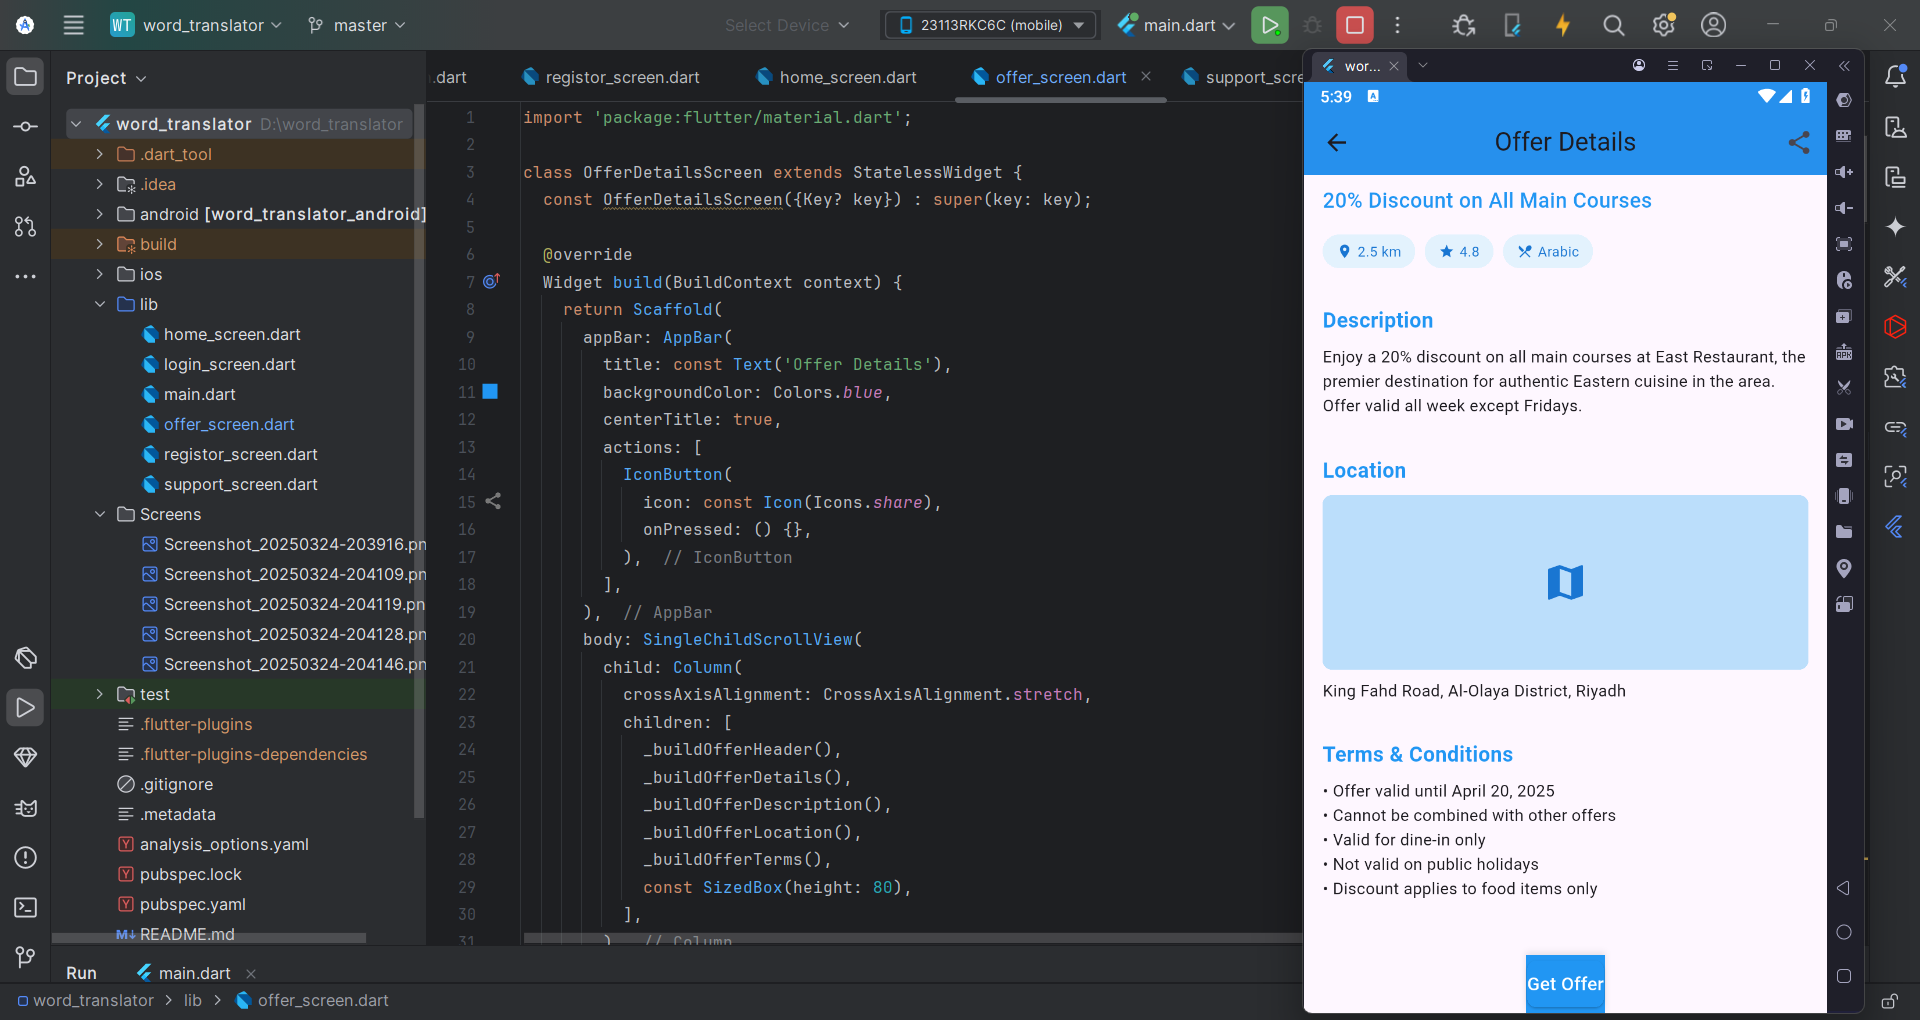 WT word_translator master Select Device 23113RKC6C (mobile) main.dart
Project
word_translator D:\word_translator
.dart_tool
.idea
android [word_translator_android]
build
ios
lib
home_screen.dart
login_screen.dart
main.dart
offer_screen.dart
registor_screen.dart
support_screen.dart
Screens
Screenshot_20250324-203916.pn
Screenshot_20250324-204109.pn
Screenshot_20250324-204119.pn
Screenshot_20250324-204128.pn
Screenshot_20250324-204146.pn
test
.flutter-plugins
.flutter-plugins-dependencies
.gitignore
.metadata
analysis_options.yaml
pubspec.lock
pubspec.yaml
README.md
.dart registor_screen.dart home_screen.dart offer_screen.dart support_scre
1 import 'package:flutter/material.dart';
2
3 class OfferDetailsScreen extends StatelessWidget {
4 const OfferDetailsScreen({Key? key}) : super(key: key);
5
6 @override
7 Widget build(BuildContext context) {
8 return Scaffold(
9 appBar: AppBar(
10 title: const Text('Offer Details'),
11 backgroundColor: Colors.blue,
12 centerTitle: true,
13 actions: [
14 IconButton(
15 icon: const Icon(Icons.share),
16 onPressed: () {},
17 ), // IconButton
18 ],
19 ), // AppBar
20 body: SingleChildScrollView(
21 child: Column(
22 crossAxisAlignment: CrossAxisAlignment.stretch,
23 children: [
24 _buildOfferHeader(),
25 _buildOfferDetails(),
26 _buildOfferDescription(),
27 _buildOfferLocation(),
28 _buildOfferTerms(),
29 const SizedBox(height: 80),
30 ],
31 ) // Column
wor...
5:39
Offer Details
20% Discount on All Main Courses
2.5 km 4.8 Arabic
Description
Enjoy a 20% discount on all main courses at East Restaurant, the
premier destination for authentic Eastern cuisine in the area.
Offer valid all week except Fridays.
Location
King Fahd Road, Al-Olaya District, Riyadh
Terms & Conditions
• Offer valid until April 20, 2025
• Cannot be combined with other offers
• Valid for dine-in only
• Not valid on public holidays
• Discount applies to food items only
Get Offer
Run main.dart
word_translator > lib > offer_screen.dart